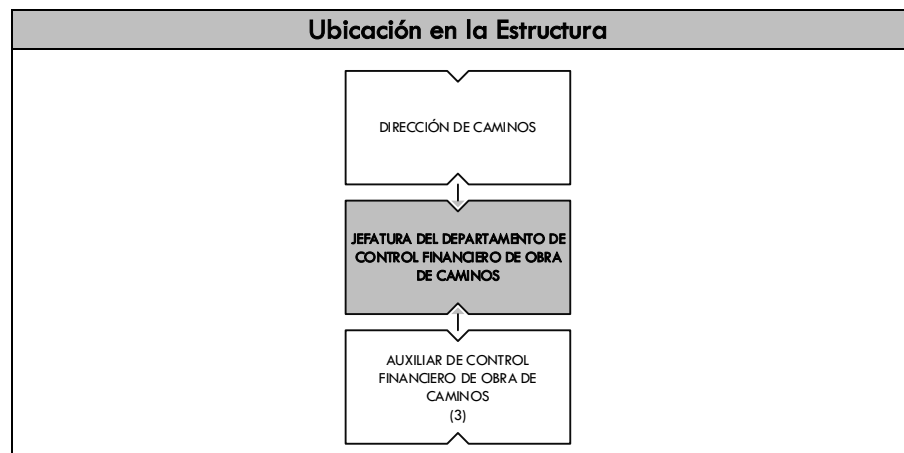 Ubicación en la Estructura
DIRECCIÓN DE CAMINOS
JEFATURA DEL DEPARTAMENTO DE
CONTROL FINANCIERO DE OBRA
DE CAMINOS
AUXILIAR DE CONTROL
FINANCIERO DE OBRA DE
CAMINOS
(3)